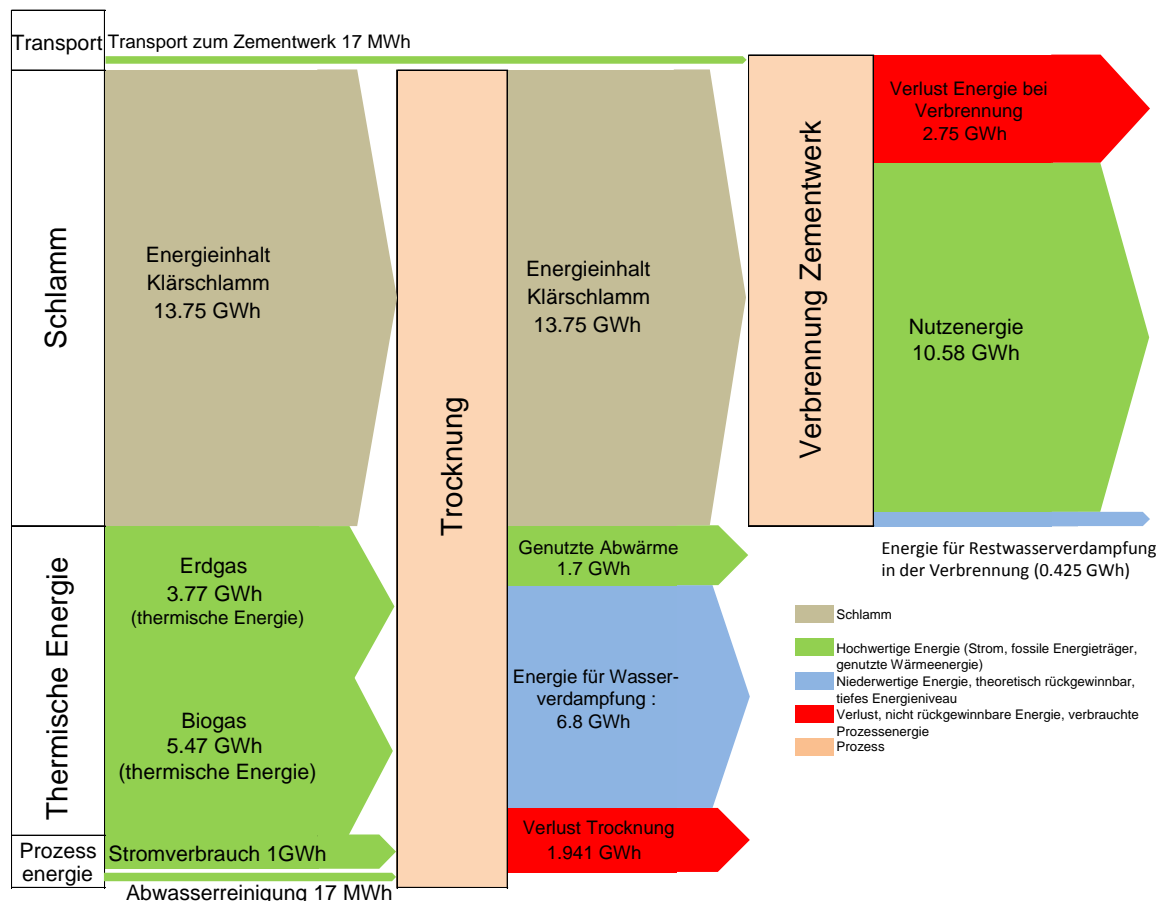 Transport
Transport zum Zementwerk 17 MWh
Schlamm
Energieinhalt
Klärschlamm
13.75 GWh
Trocknung
Energieinhalt
Klärschlamm
13.75 GWh
Verbrennung Zementwerk
Verlust Energie bei
Verbrennung
2.75 GWh
Nutzenergie
10.58 GWh
Energie für Restwasserverdampfung
in der Verbrennung (0.425 GWh)
Thermische Energie
Erdgas
3.77 GWh
(thermische Energie)
Biogas
5.47 GWh
(thermische Energie)
Genutzte Abwärme
1.7 GWh
Energie für Wasser-
verdampfung :
6.8 GWh
Verlust Trocknung
1.941 GWh
Prozess
energie
Stromverbrauch 1GWh
Abwasserreinigung 17 MWh
Schlamm
Hochwertige Energie (Strom, fossile Energieträger,
genutzte Wärmeenergie)
Niederwertige Energie, theoretisch rückgewinnbar,
tiefes Energieniveau
Verlust, nicht rückgewinnbare Energie, verbrauchte
Prozessenergie
Prozess